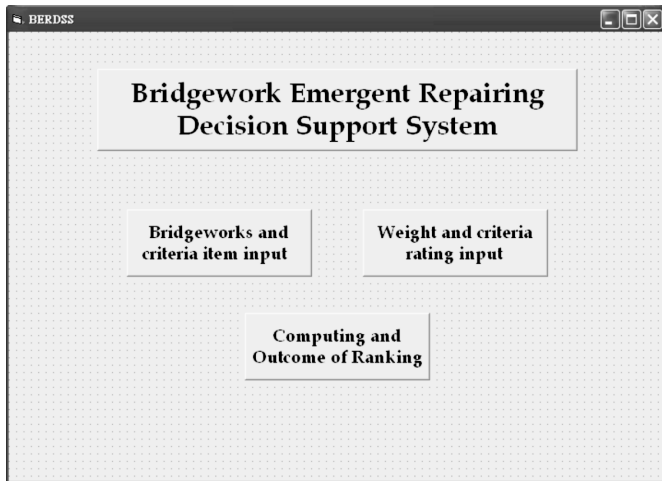 BERDSS
Bridgework Emergent Repairing
Decision Support System
Bridgeworks and
criteria item input
Weight and criteria
rating input
Computing and
Outcome of Ranking